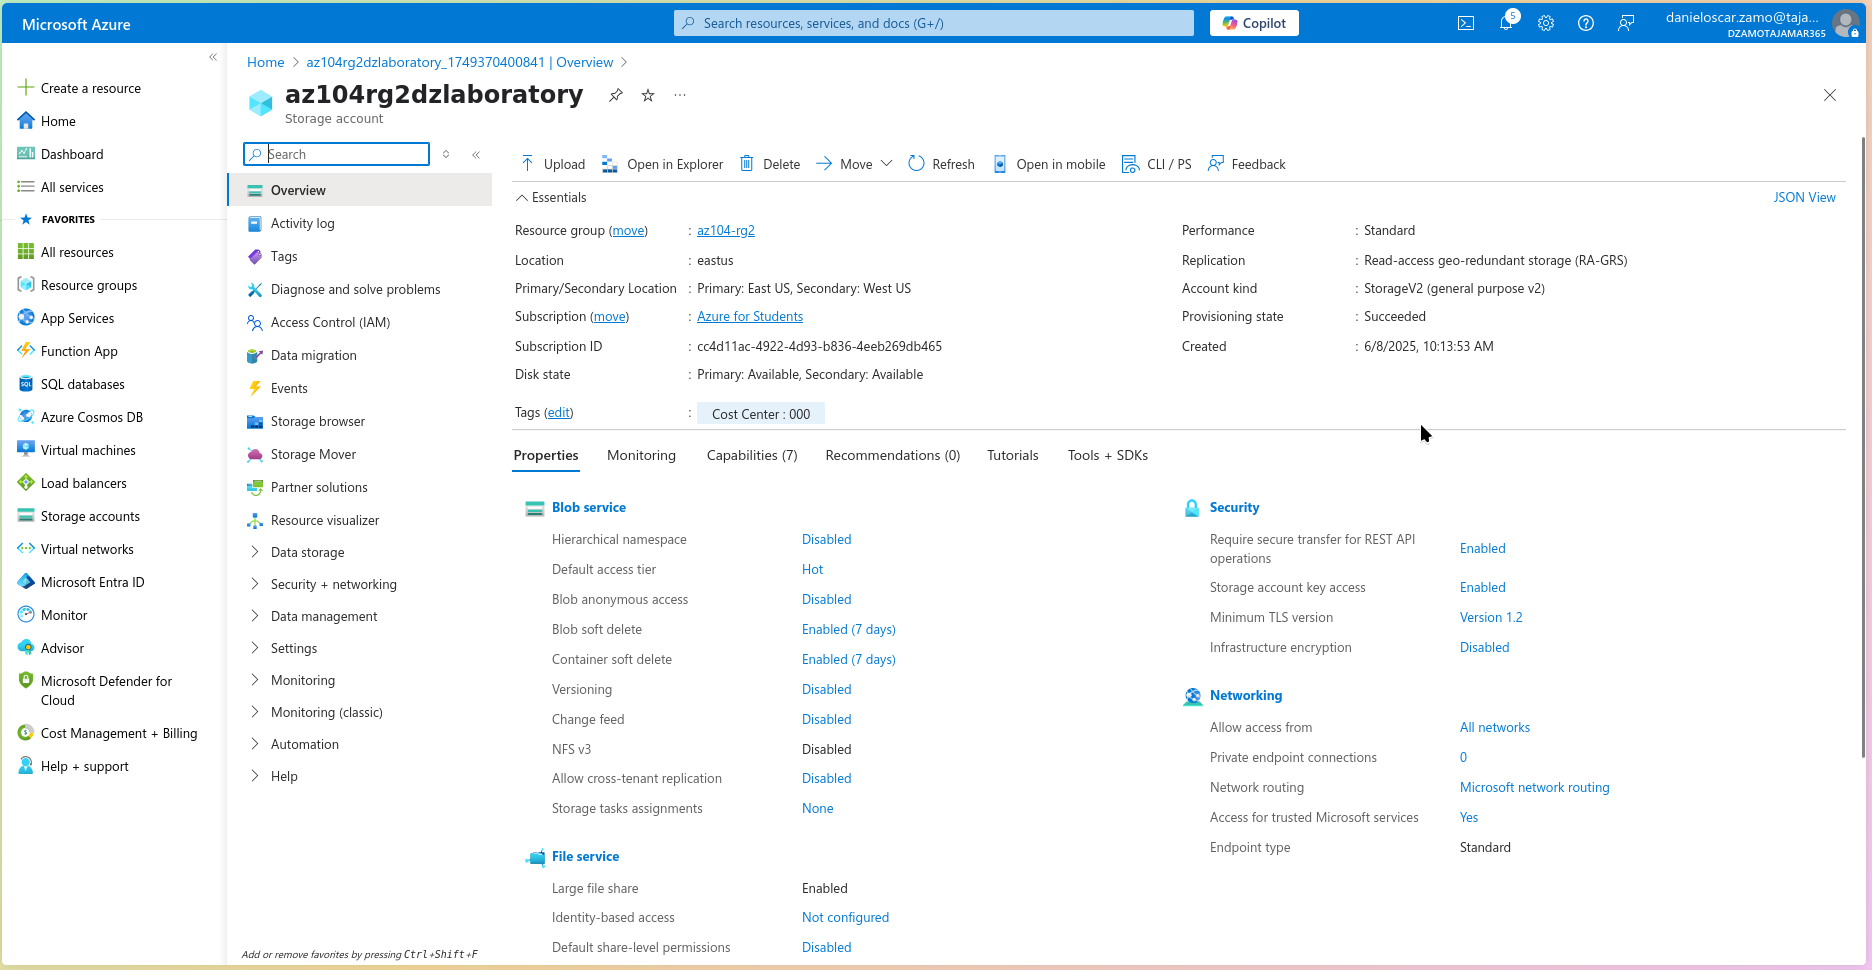 Microsoft Azure
Search resources, services, and docs (G+/)
Copilot
5
danieloscar.zamo@taja...
DZAMOTAJAMAR365
Create a resource
Home
Dashboard
All services
FAVORITES
All resources
Resource groups
App Services
Function App
SQL databases
Azure Cosmos DB
Virtual machines
Load balancers
Storage accounts
Virtual networks
Microsoft Entra ID
Monitor
Advisor
Microsoft Defender for
Cloud
Cost Management + Billing
Help + support
Home > az104rg2dzlaboratory_1749370400841 | Overview >
az104rg2dzlaboratory
Storage account
Search
Overview
Activity log
Tags
Diagnose and solve problems
Access Control (IAM)
Data migration
Events
Storage browser
Storage Mover
Partner solutions
Resource visualizer
Data storage
Security + networking
Data management
Settings
Monitoring
Monitoring (classic)
Automation
Help
Add or remove favorites by pressing Ctrl+Shift+F
Upload Open in Explorer Delete Move Refresh Open in mobile CLI / PS Feedback
Essentials
JSON View
Resource group (move) : az104-rg2
Location : eastus
Primary/Secondary Location : Primary: East US, Secondary: West US
Subscription (move) : Azure for Students
Subscription ID : cc4d11ac-4922-4d93-b836-4eeb269db465
Disk state : Primary: Available, Secondary: Available
Tags (edit) : Cost Center : 000
Performance : Standard
Replication : Read-access geo-redundant storage (RA-GRS)
Account kind : StorageV2 (general purpose v2)
Provisioning state : Succeeded
Created : 6/8/2025, 10:13:53 AM
Properties Monitoring Capabilities (7) Recommendations (0) Tutorials Tools + SDKs
Blob service
Hierarchical namespace Disabled
Default access tier Hot
Blob anonymous access Disabled
Blob soft delete Enabled (7 days)
Container soft delete Enabled (7 days)
Versioning Disabled
Change feed Disabled
NFS v3 Disabled
Allow cross-tenant replication Disabled
Storage tasks assignments None
File service
Large file share Enabled
Identity-based access Not configured
Default share-level permissions Disabled
Security
Require secure transfer for REST API
operations Enabled
Storage account key access Enabled
Minimum TLS version Version 1.2
Infrastructure encryption Disabled
Networking
Allow access from All networks
Private endpoint connections 0
Network routing Microsoft network routing
Access for trusted Microsoft services Yes
Endpoint type Standard